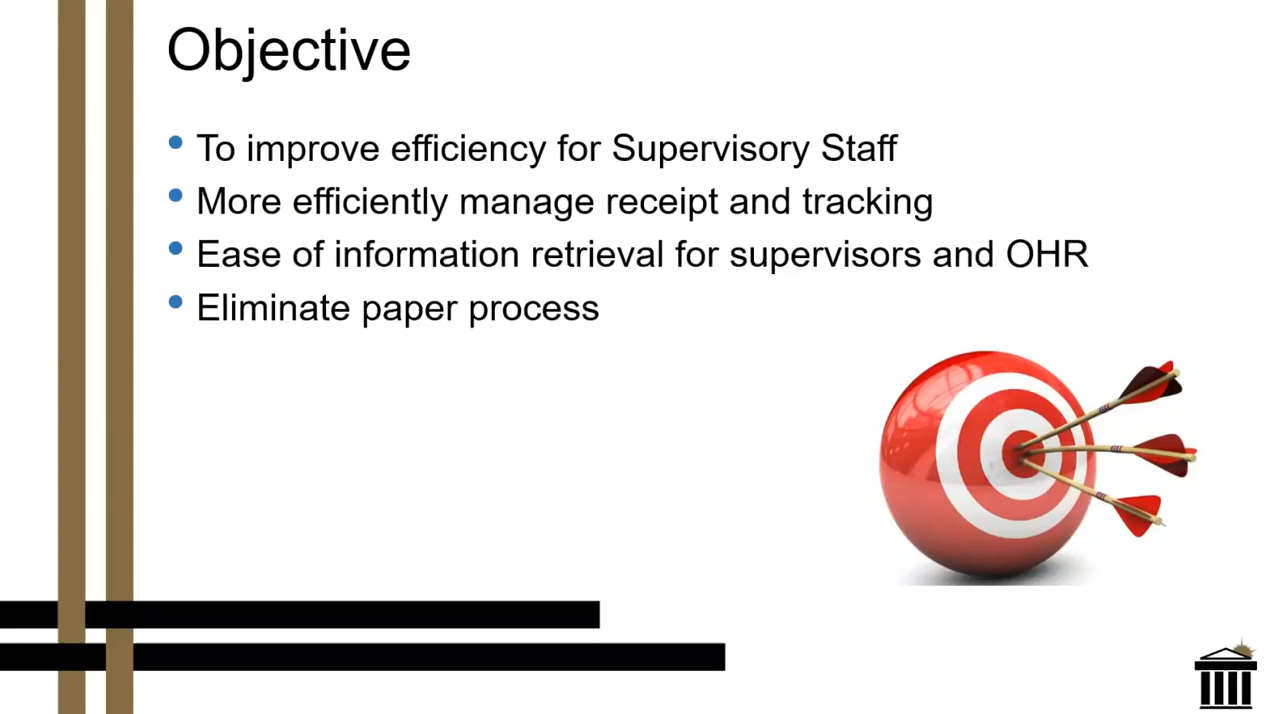 Objective
To improve efficiency for Supervisory Staff
More efficiently manage receipt and tracking
Ease of information retrieval for supervisors and OHR
Eliminate paper process